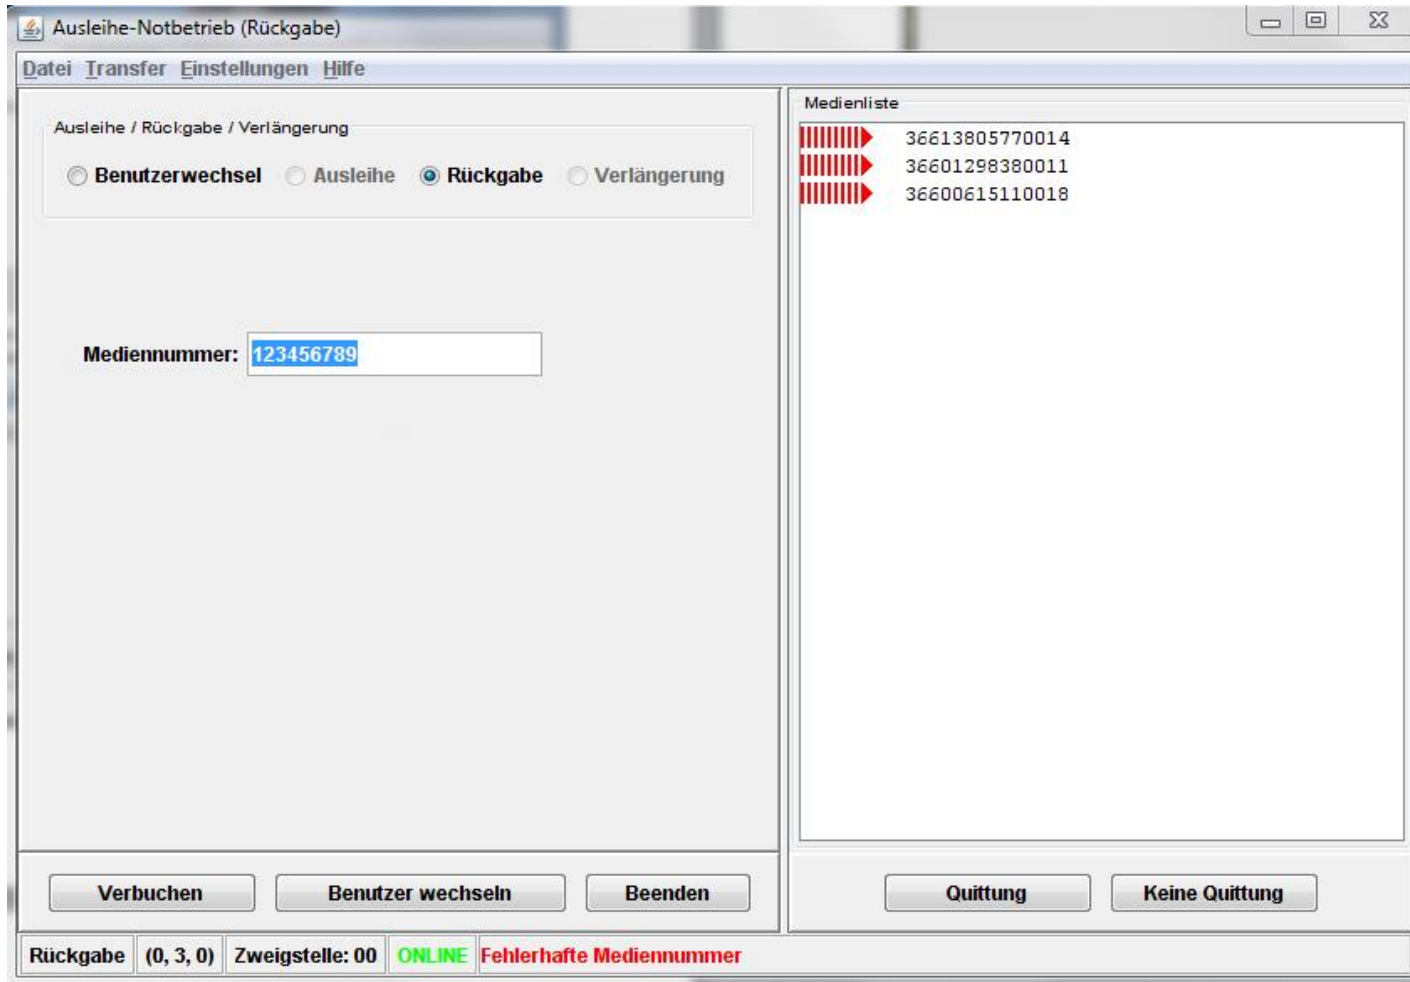 Ausleihe-Notbetrieb (Rückgabe)
Datei Transfer Einstellungen Hilfe
Ausleihe / Rückgabe / Verlängerung
Benutzerwechsel Ausleihe Rückgabe Verlängerung
Mediennummer: 123456789
Medienliste
36613805770014
36601298380011
36600615110018
Verbuchen Benutzer wechseln Beenden
Quittung Keine Quittung
Rückgabe (0, 3, 0) Zweigstelle: 00 ONLINE Fehlerhafte Mediennummer